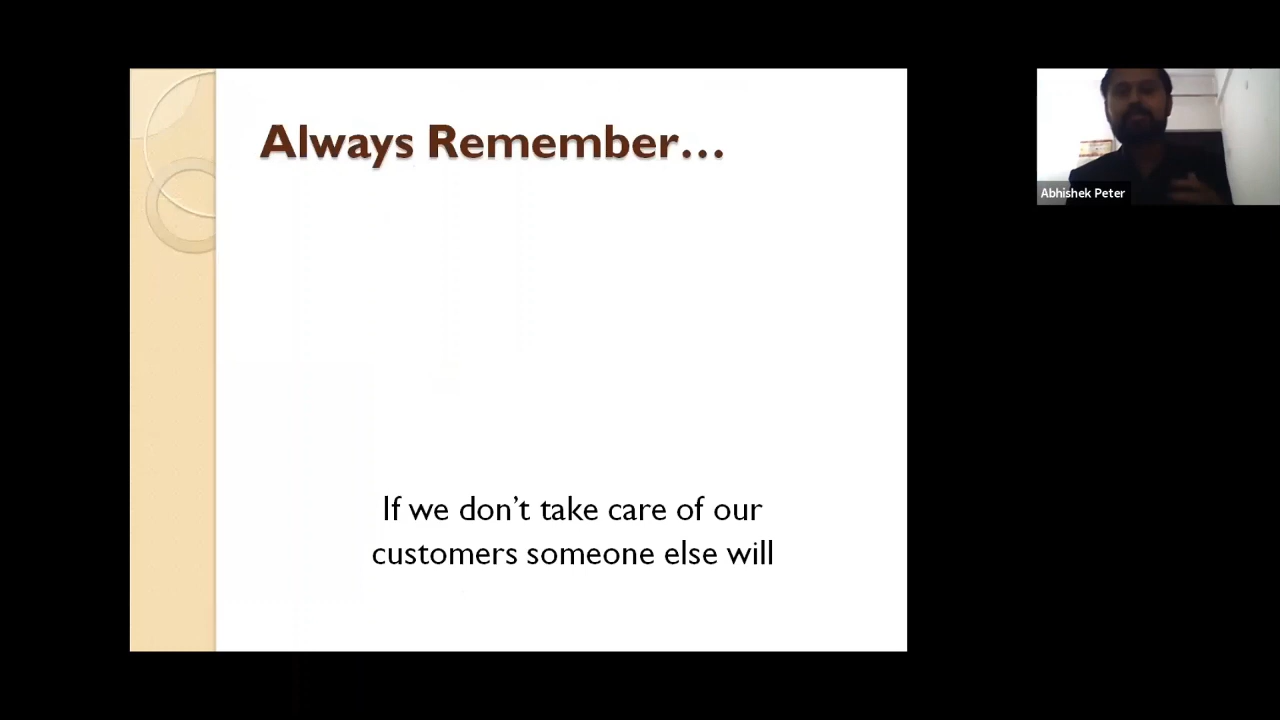 Always Remember…
Abhishek Peter
If we don’t take care of our
customers someone else will